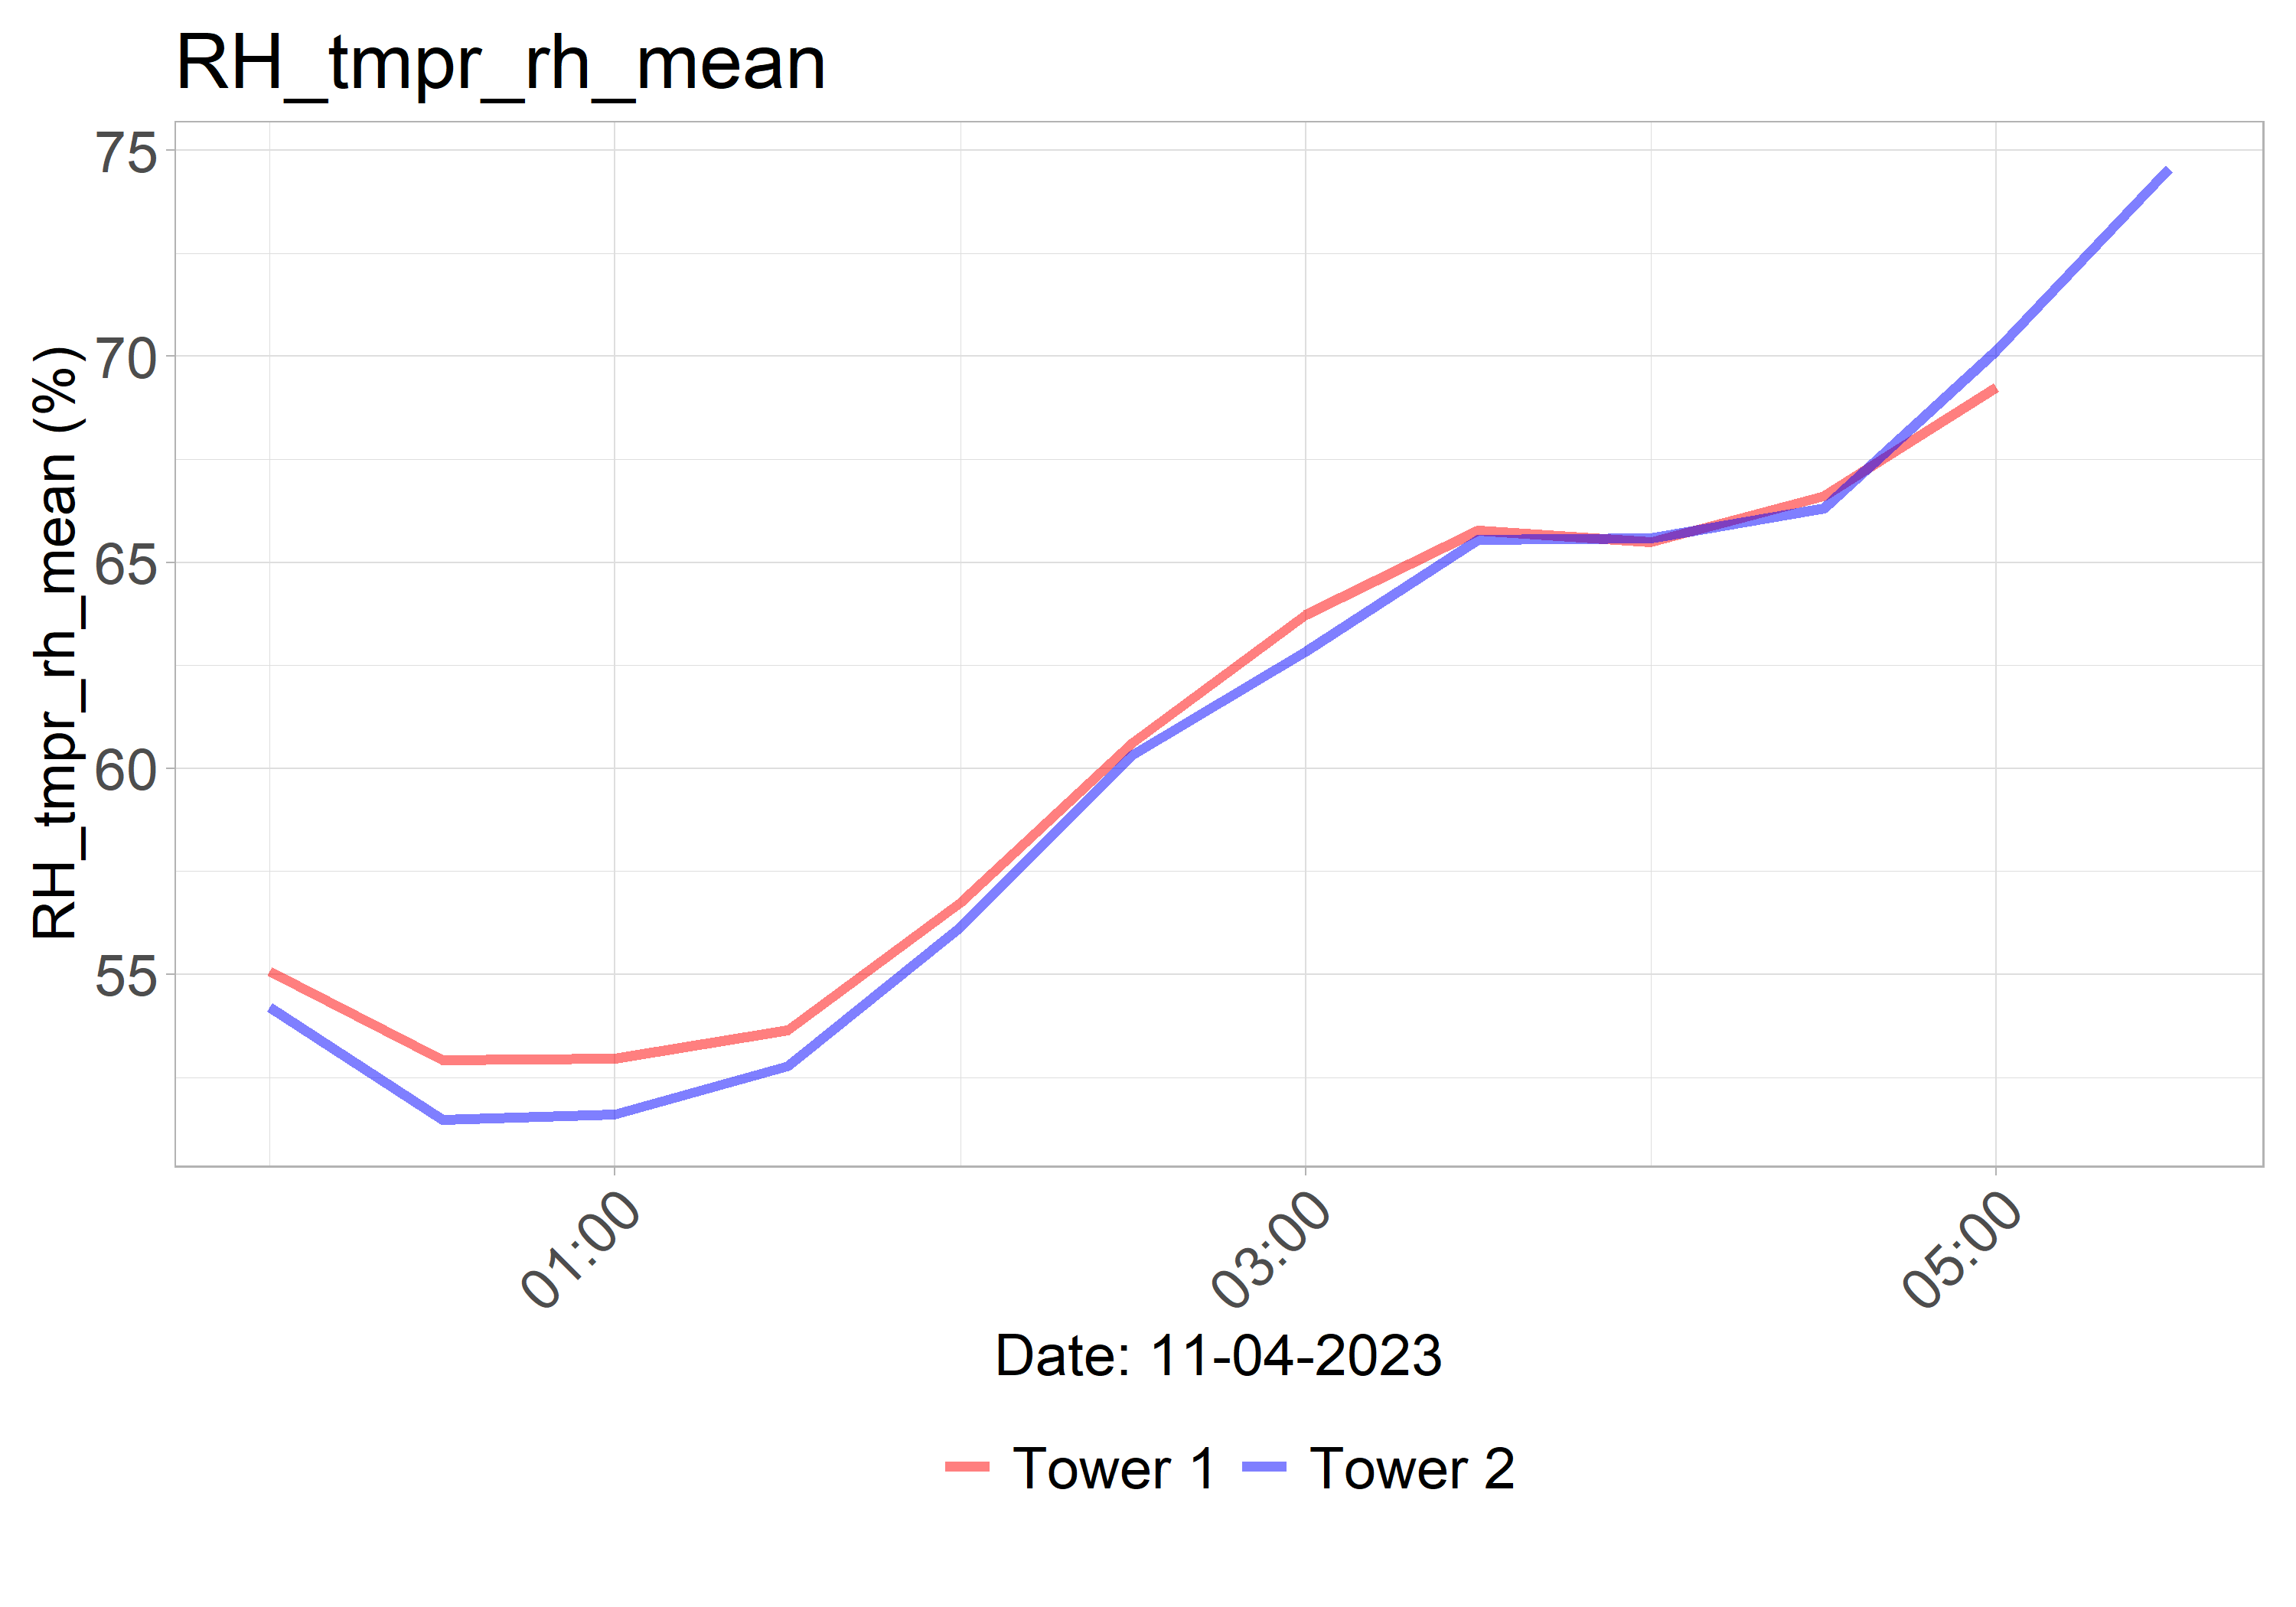 RH_tmpr_rh_mean
RH_tmpr_rh_mean (%)
75
70
65
60
55
01:00
03:00
05:00
Date: 11-04-2023
Tower 1
Tower 2